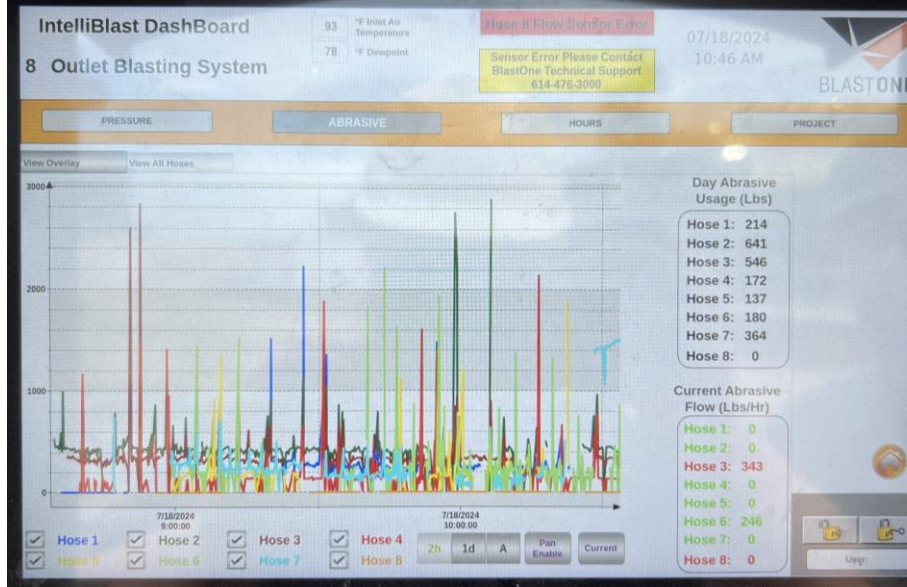 IntelliBlast DashBoard
8 Outlet Blasting System
93 °F Inlet Air Temperature
78 °F Dewpoint
Hose 8 Flow Sensor Error
Sensor Error Please Contact
BlastOne Technical Support
614-476-3000
07/18/2024
10:46 AM
BLASTONE
PRESSURE
ABRASIVE
HOURS
PROJECT
View Overlay
View All Hoses
3000
2000
1000
0
7/18/2024
9:00:00
7/18/2024
10:00:00
Day Abrasive
Usage (Lbs)
Hose 1: 214
Hose 2: 641
Hose 3: 546
Hose 4: 172
Hose 5: 137
Hose 6: 180
Hose 7: 364
Hose 8: 0
Current Abrasive
Flow (Lbs/Hr)
Hose 1: 0
Hose 2: 0
Hose 3: 343
Hose 4: 0
Hose 5: 0
Hose 6: 246
Hose 7: 0
Hose 8: 0
Hose 1
Hose 2
Hose 3
Hose 4
Hose 5
Hose 6
Hose 7
Hose 8
2h
1d
A
Pan
Enable
Current
User: